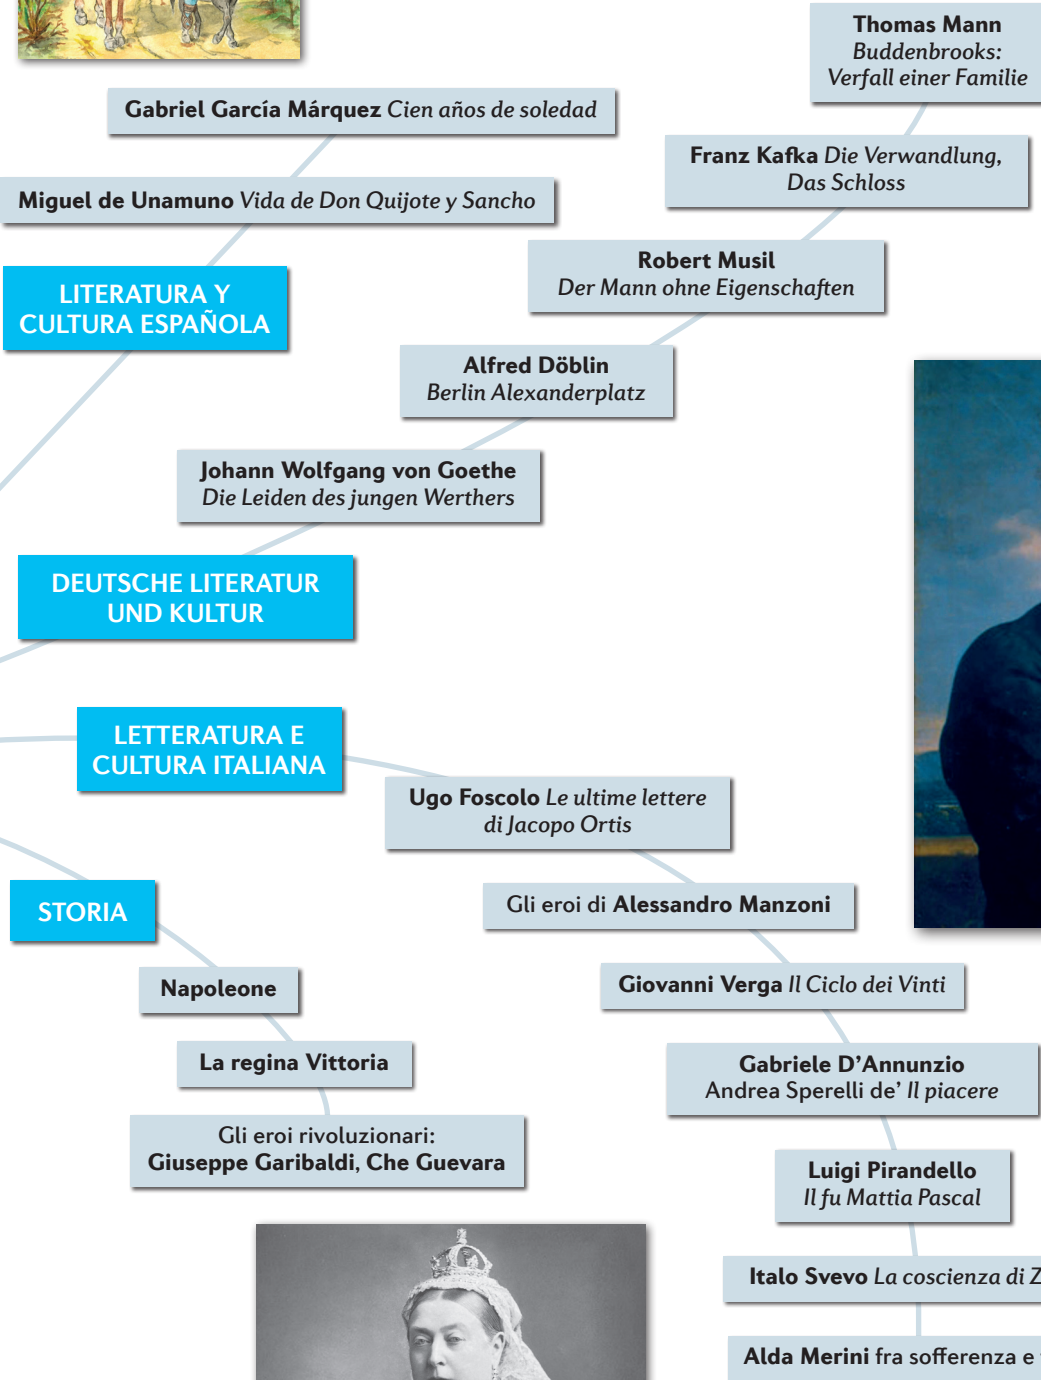 Thomas Mann
Buddenbrooks:
Verfall einer Familie
Gabriel García Márquez Cien años de soledad
Franz Kafka Die Verwandlung,
Das Schloss
Miguel de Unamuno Vida de Don Quijote y Sancho
Robert Musil
Der Mann ohne Eigenschaften
LITERATURA Y
CULTURA ESPAÑOLA
Alfred Döblin
Berlin Alexanderplatz
Johann Wolfgang von Goethe
Die Leiden des jungen Werthers
DEUTSCHE LITERATUR
UND KULTUR
LETTERATURA E
CULTURA ITALIANA
Ugo Foscolo Le ultime lettere
di Jacopo Ortis
Gli eroi di Alessandro Manzoni
STORIA
Giovanni Verga Il Ciclo dei Vinti
Napoleone
La regina Vittoria
Gabriele D’Annunzio
Andrea Sperelli de’ Il piacere
Gli eroi rivoluzionari:
Giuseppe Garibaldi, Che Guevara
Luigi Pirandello
Il fu Mattia Pascal
Italo Svevo La coscienza di
Alda Merini fra sofferenza e